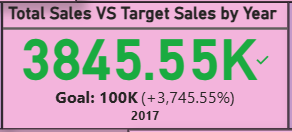 Total Sales VS Target Sales by Year
3845.55K✓
Goal: 100K (+3,745.55%)
2017